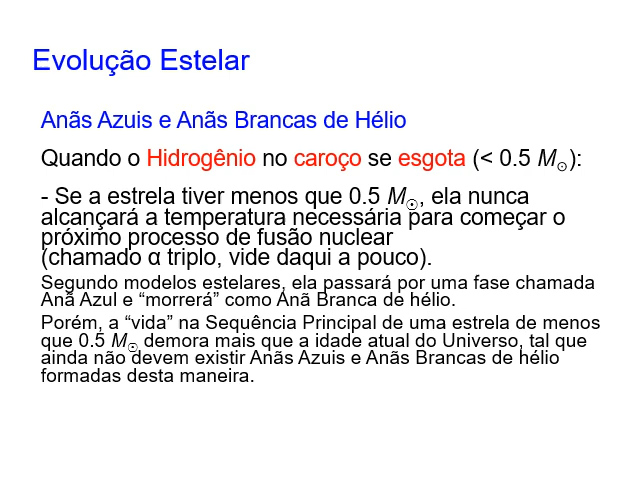 Evolução Estelar
Anãs Azuis e Anãs Brancas de Hélio
Quando o Hidrogênio no caroço se esgota (< 0.5 M☉):
- Se a estrela tiver menos que 0.5 M☉, ela nunca
alcançará a temperatura necessária para começar o
próximo processo de fusão nuclear
(chamado α triplo, vide daqui a pouco).
Segundo modelos estelares, ela passará por uma fase chamada
Anã Azul e “morrerá” como Anã Branca de hélio.
Porém, a “vida” na Sequência Principal de uma estrela de menos
que 0.5 M☉ demora mais que a idade atual do Universo, tal que
ainda não devem existir Anãs Azuis e Anãs Brancas de hélio
formadas desta maneira.